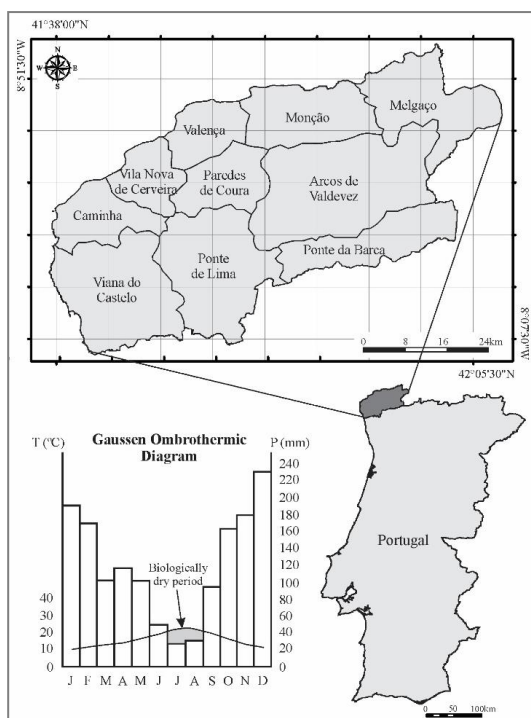 41°38'00"N
8°51'30"W
N
W E
S
Melgaço
Monção
Valença
Vila Nova
de Cerveira
Paredes
de Coura
Arcos de
Valdevez
Caminha
Ponte
de Lima
Ponte da Barca
Viana do
Castelo
8°07'30"W
0 8 16 24km
42°05'30"N
T (ºC)
Gaussen Ombrothermic
Diagram
P (mm)
240
220
200
180
160
140
120
100
80
60
40
20
0
Biologically
dry period
40
30
20
10
0
J F M A M J J A S O N D
Portugal
0 50 100km